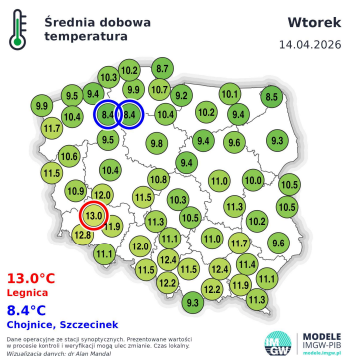 Średnia dobowa
temperatura
Wtorek
14.04.2026
10.3 10.2 8.7
9.9 9.5 9.4 9.9 10.7 9.2 10.1 8.5
10.4 8.4 8.4 10.4 10.2 9.4
11.7 9.5 9.8 9.4 9.6 9.3
10.6 9.4
11.5 10.4 10.8 11.0 10.0 10.5
10.9 12.0 11.5 10.3 11.3 10.5
13.0 11.9 11.3 10.5 10.2
12.8 12.0 11.1 11.0 11.7 9.6
11.1 12.4
11.5 11.5 12.4 11.4 11.1
12.2 12.2 11.9
9.3 11.3
13.0°C
Legnica
8.4°C
Chojnice, Szczecinek
Dane operacyjne ze stacji synoptycznych. Prezentowane wartości
w procesie kontroli i weryfikacji mogą ulec zmianie. Czas lokalny.
Wizualizacja danych: dr Alan Mandal
IM
GW
MODELE
IMGW-PIB
modele.imgw.pl